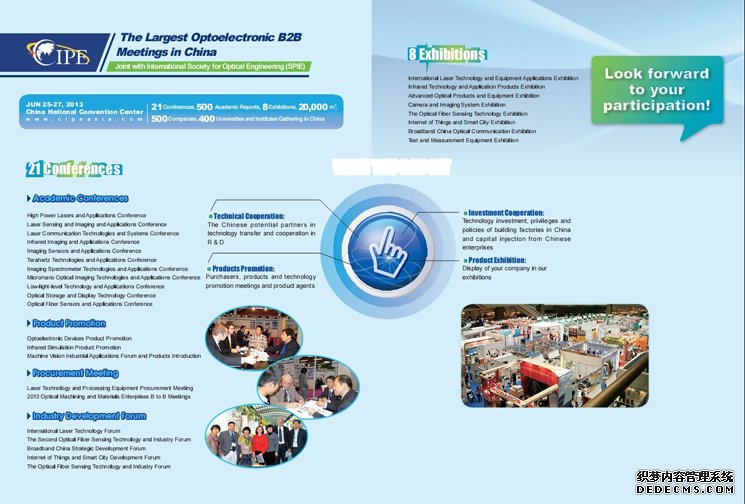 CIPE
The Largest Optoelectronic B2B
Meetings in China
Joint with International Society for Optical Engineering (SPIE)
JUN 25-27, 2013
China National Convention Center
www.cipeasia.com
21 Conferences, 500 Academic Reports, 8 Exhibitions, 20,000 m²,
500 Companies, 400 Universities and Institutes Gathering in China
8 Exhibitions
International Laser Technology and Equipment Applications Exhibition
Infrared Technology and Application Products Exhibition
Advanced Optical Products and Equipment Exhibition
Camera and Imaging System Exhibition
The Optical Fiber Sensing Technology Exhibition
Internet of Things and Smart City Exhibition
Broadband China Optical Communication Exhibition
Test and Measurement Equipment Exhibition
Look forward
to your
participation!
21 Conferences
Academic Conferences
High Power Lasers and Applications Conference
Laser Sensing and Imaging and Applications Conference
Laser Communication Technologies and Systems Conference
Infrared Imaging and Applications Conference
Imaging Sensors and Applications Conference
Terahertz Technologies and Applications Conference
Imaging Spectrometer Technologies and Applications Conference
Micro/nano Optical Imaging Technologies and Applications Conference
Low-light-level Technology and Applications Conference
Optical Storage and Display Technology Conference
Optical Fiber Sensors and Applications Conference
Product Promotion
Optoelectronic Devices Product Promotion
Infrared Simulation Product Promotion
Machine Vision Industrial Applications Forum and Products Introduction
Procurement Meeting
Laser Technology and Processing Equipment Procurement Meeting
2013 Optical Machining and Materials Enterprises B to B Meetings
Industry Development Forum
International Laser Technology Forum
The Second Optical Fiber Sensing Technology and Industry Forum
Broadband China Strategic Development Forum
Internet of Things and Smart City Development Forum
The Optical Fiber Sensing Technology and Industry Forum
Technical Cooperation:
The Chinese potential partners in
technology transfer and cooperation in
R & D
Products Promotion:
Purchasers, products and technology
promotion meetings and product agents
Investment Cooperation:
Technology investment, privileges and
policies of building factories in China
and capital injection from Chinese
enterprises
Product Exhibition:
Display of your company in our
exhibitions
织梦内容管理系统
DEDECMS.COM